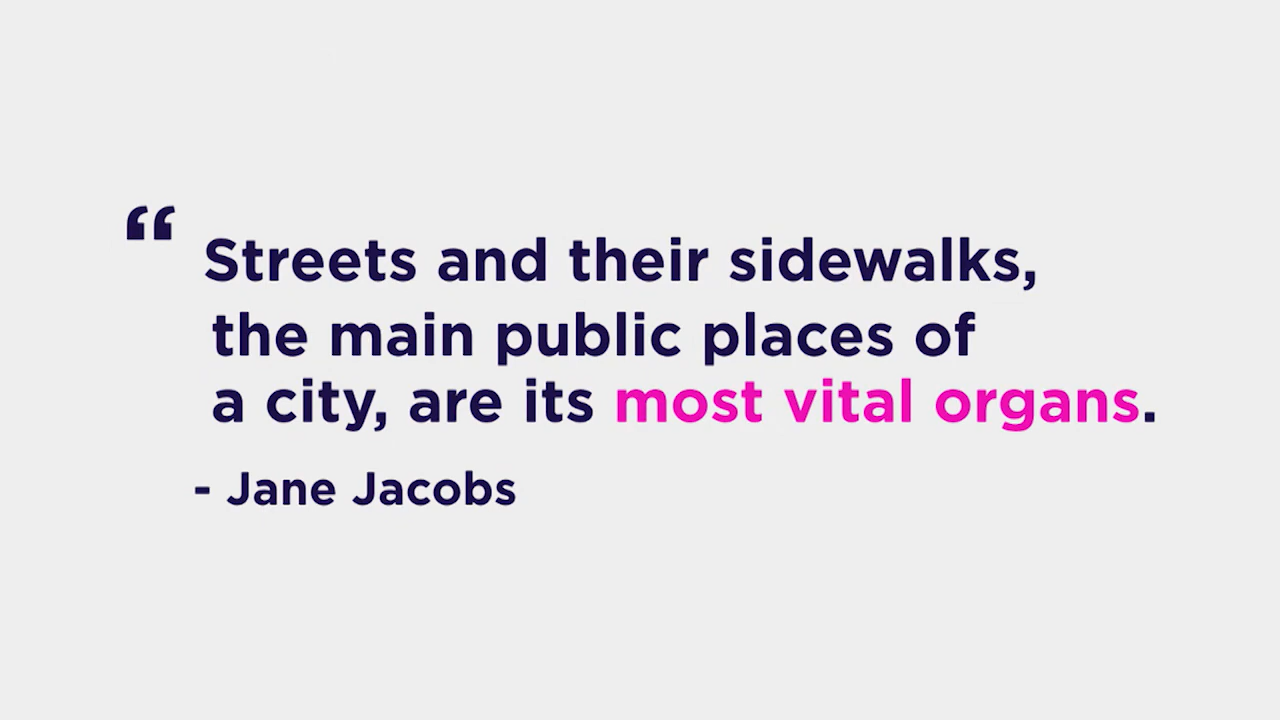 “ Streets and their sidewalks,
the main public places of
a city, are its most vital organs.
- Jane Jacobs